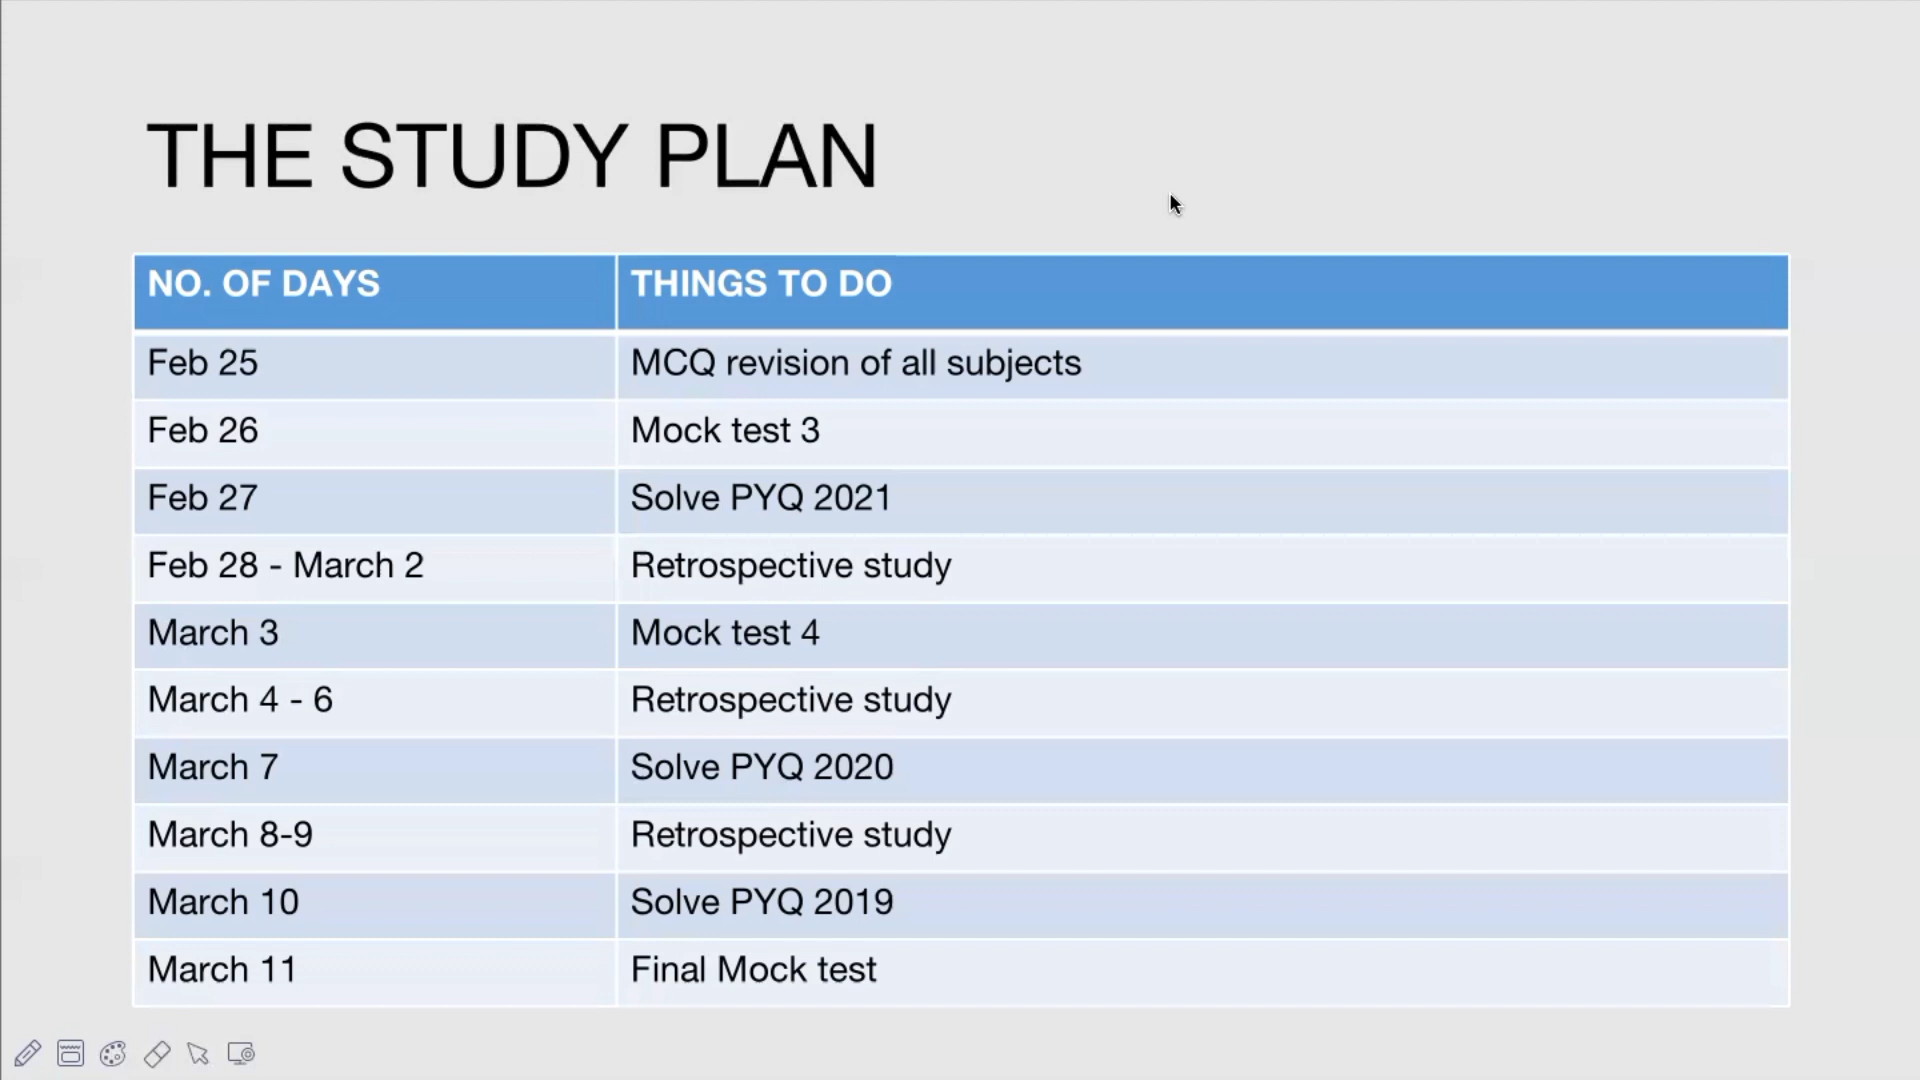 THE STUDY PLAN
NO. OF DAYS THINGS TO DO
Feb 25 MCQ revision of all subjects
Feb 26 Mock test 3
Feb 27 Solve PYQ 2021
Feb 28 - March 2 Retrospective study
March 3 Mock test 4
March 4 - 6 Retrospective study
March 7 Solve PYQ 2020
March 8-9 Retrospective study
March 10 Solve PYQ 2019
March 11 Final Mock test